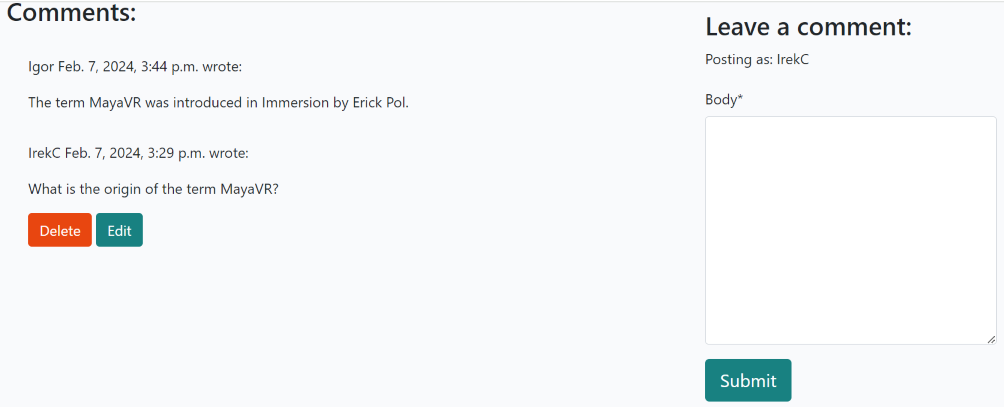 Comments:
Igor Feb. 7, 2024, 3:44 p.m. wrote:
The term MayaVR was introduced in Immersion by Erick Pol.
IrekC Feb. 7, 2024, 3:29 p.m. wrote:
What is the origin of the term MayaVR?
Delete Edit
Leave a comment:
Posting as: IrekC
Body*
Submit